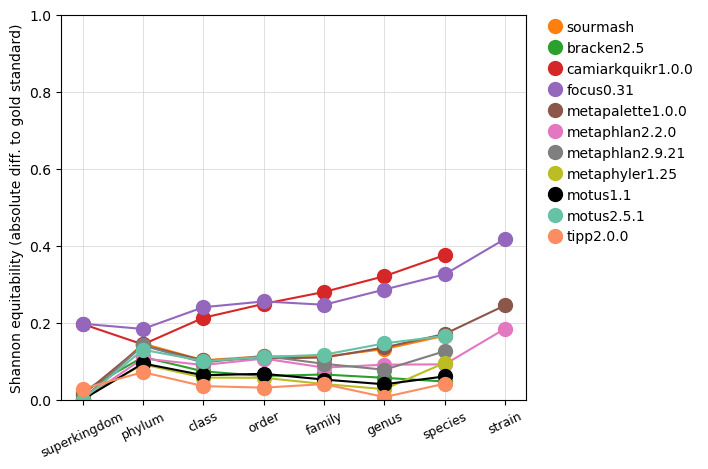 Shannon equitability (absolute diff. to gold standard)
1.0
0.8
0.6
0.4
0.2
0.0
superkingdom
phylum
class
order
family
genus
species
strain
sourmash
bracken2.5
camiarkquikr1.0.0
focus0.31
metapalette1.0.0
metaphlan2.2.0
metaphlan2.9.21
metaphyler1.25
motus1.1
motus2.5.1
tipp2.0.0